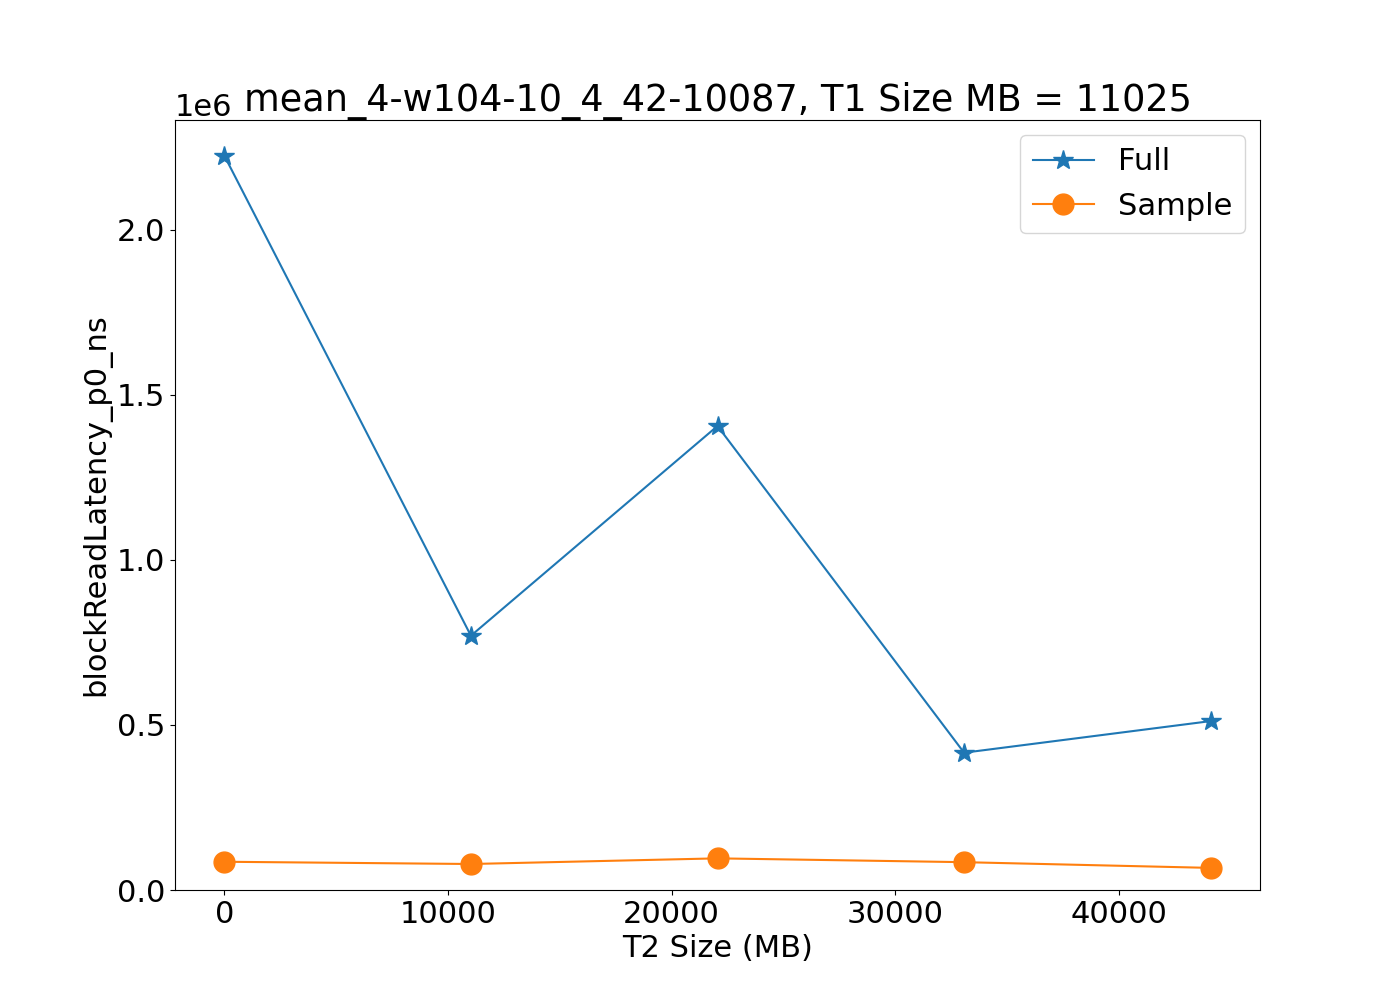 1e6
mean_4-w104-10_4_42-10087, T1 Size MB = 11025
Full
Sample
2.0
1.5
1.0
0.5
0.0
blockReadLatency_p0_ns
0 10000 20000 30000 40000
T2 Size (MB)